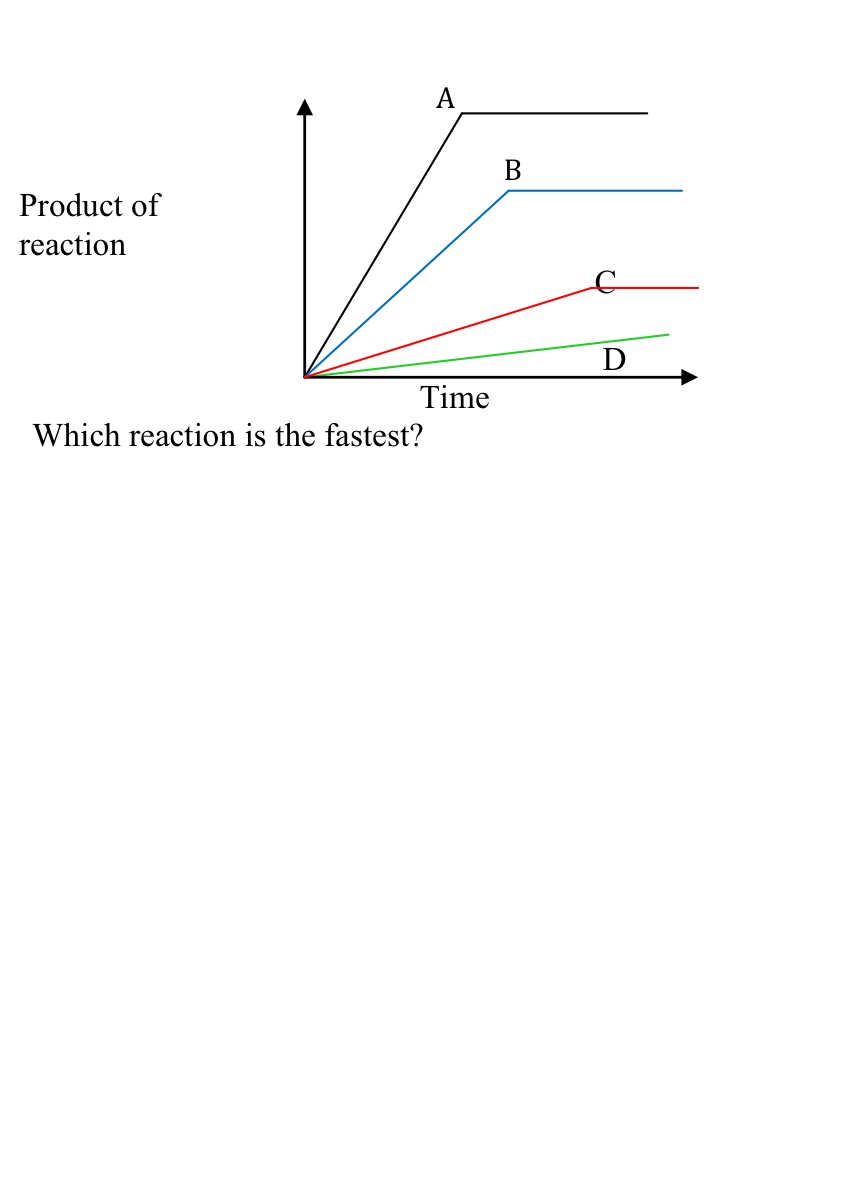 A
B
Product of
reaction
C
D
Time
Which reaction is the fastest?